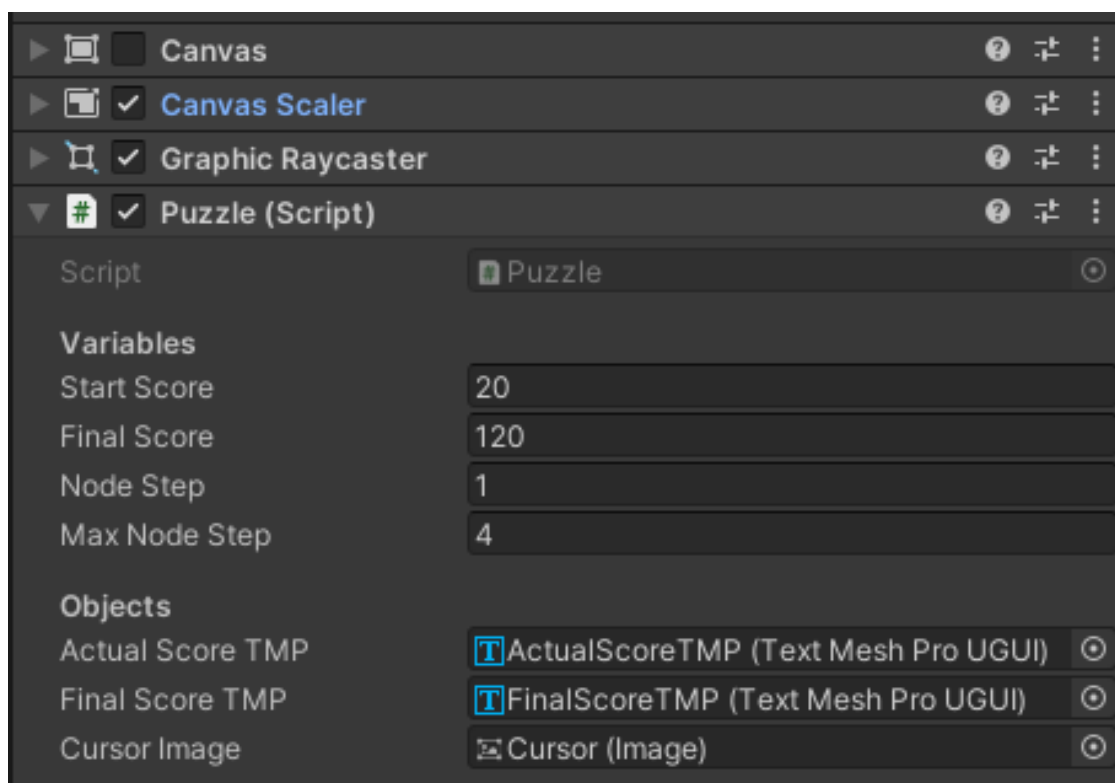 Canvas
Canvas Scaler
Graphic Raycaster
# Puzzle (Script)
Script # Puzzle
Variables
Start Score 20
Final Score 120
Node Step 1
Max Node Step 4
Objects
Actual Score TMP T ActualScoreTMP (Text Mesh Pro UGUI)
Final Score TMP T FinalScoreTMP (Text Mesh Pro UGUI)
Cursor Image Cursor (Image)